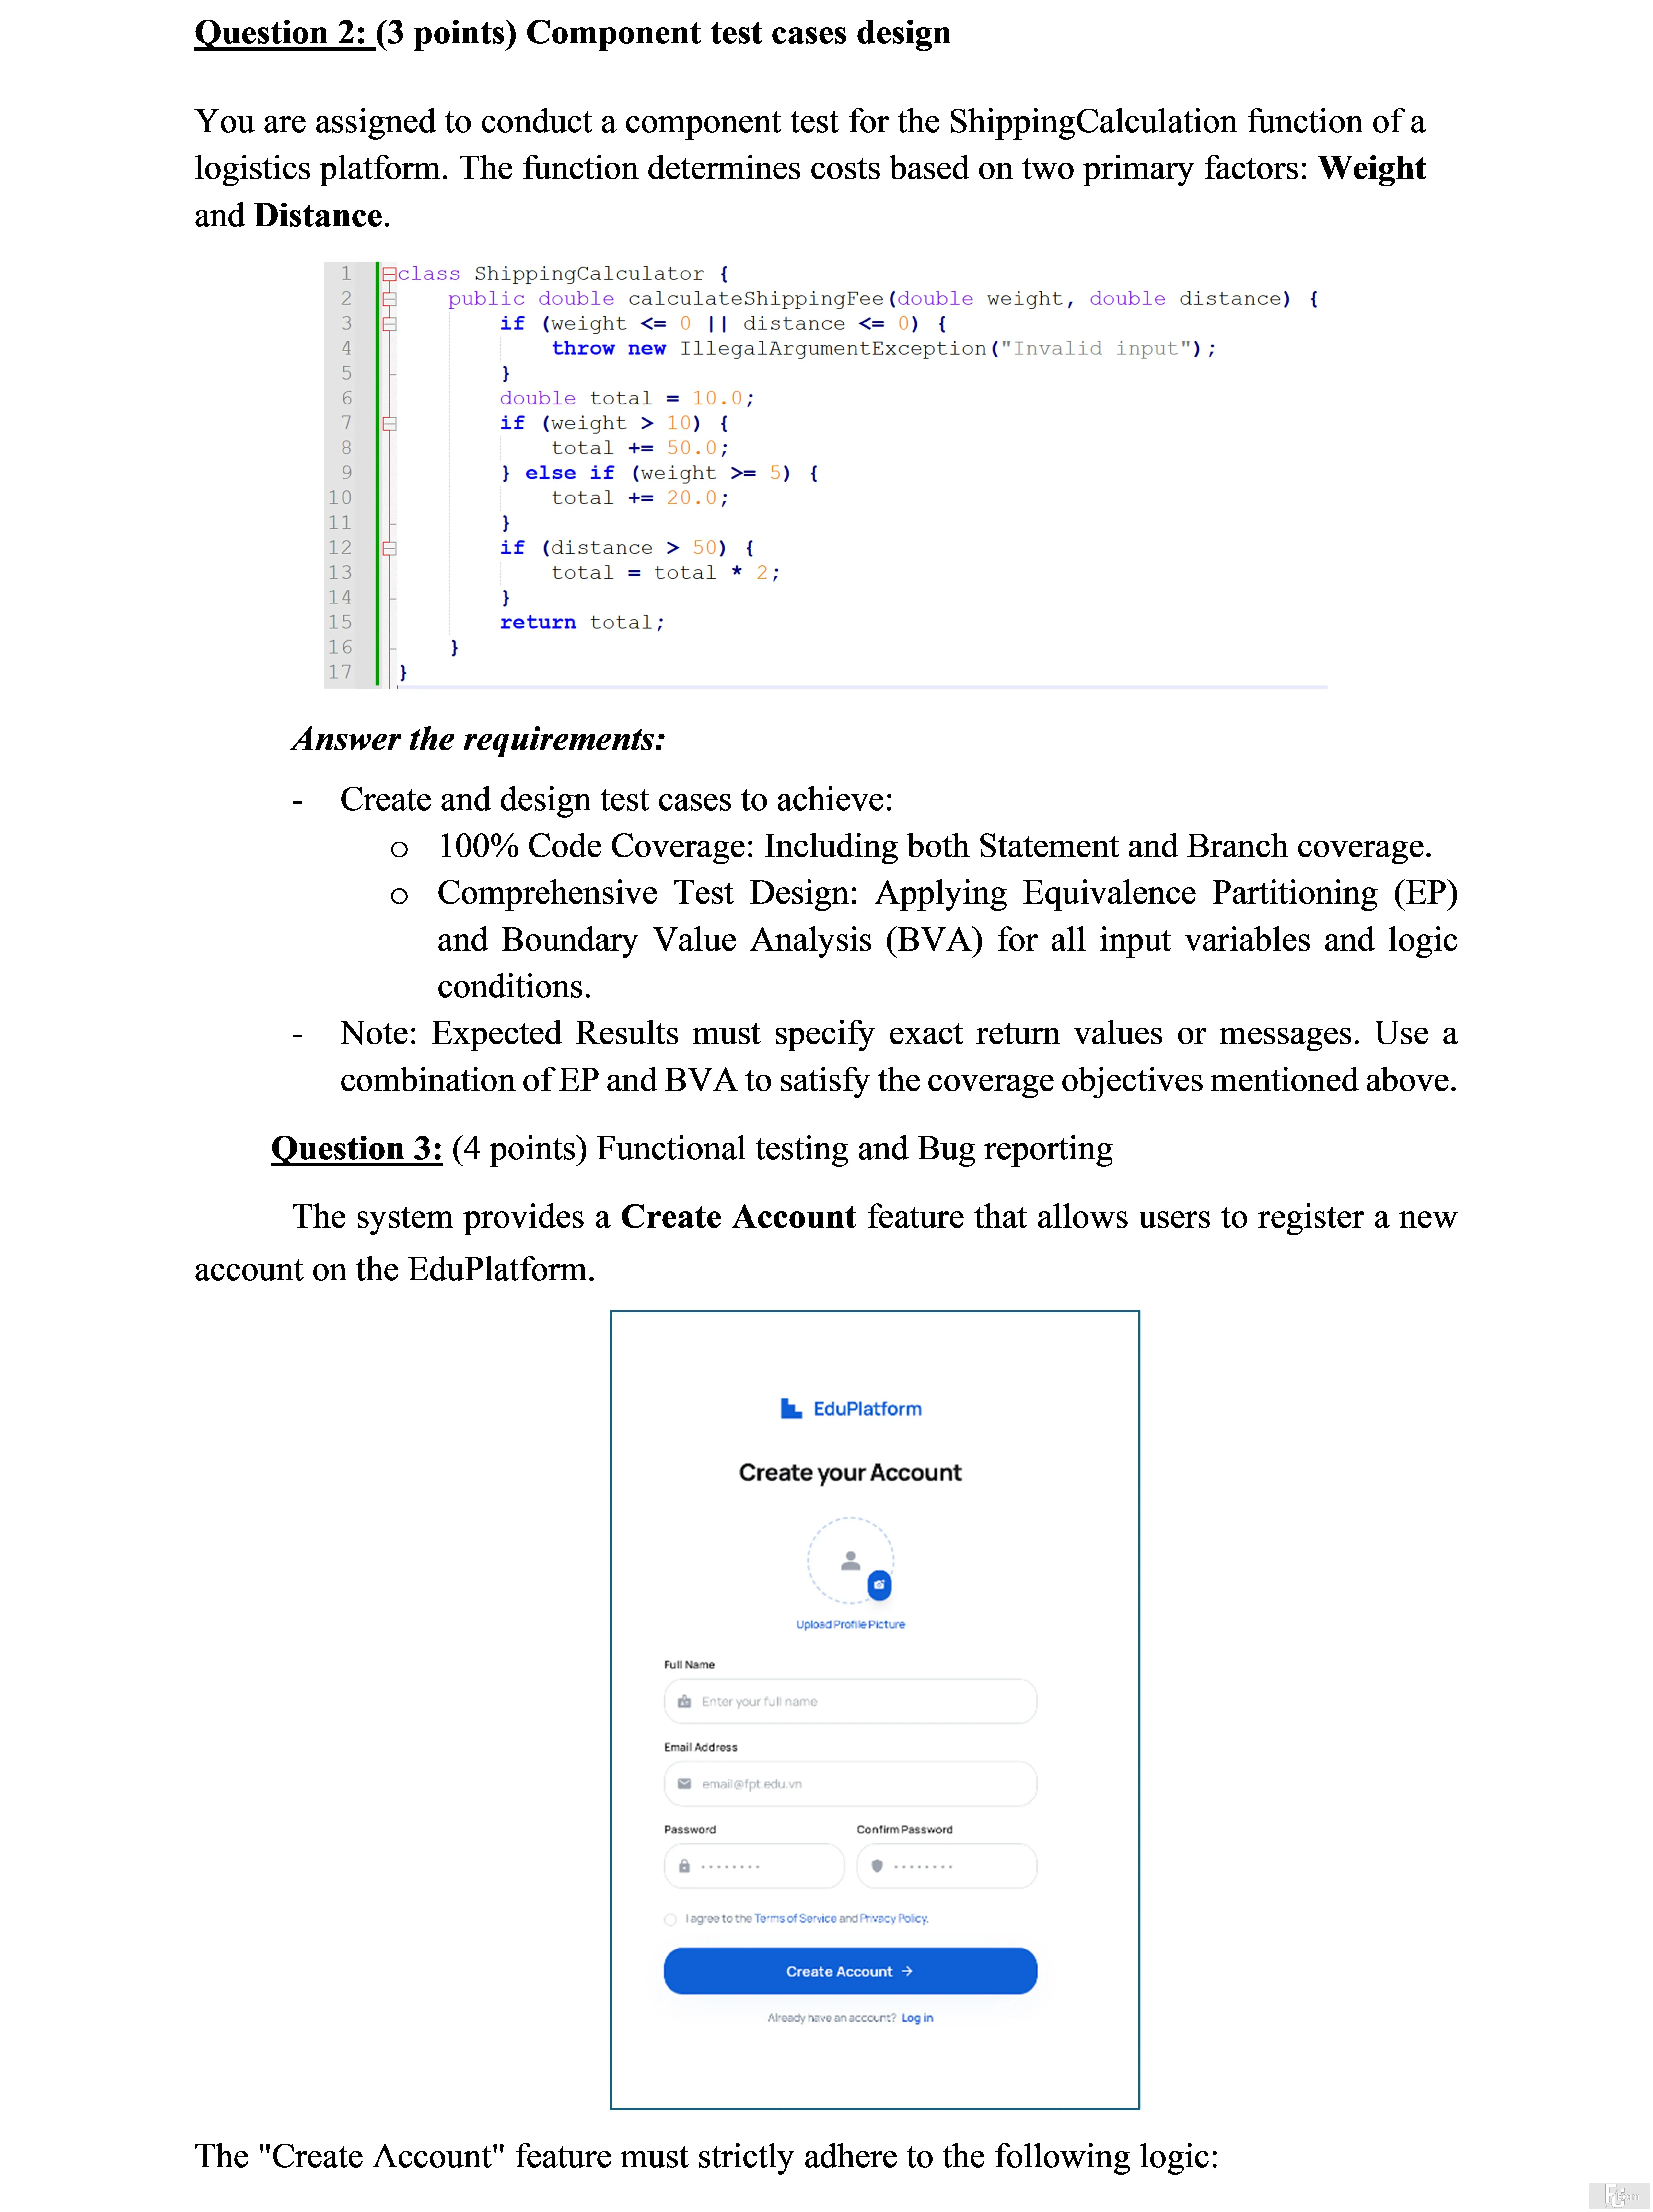 Question 2: (3 points) Component test cases design
You are assigned to conduct a component test for the ShippingCalculation function of a
logistics platform. The function determines costs based on two primary factors: Weight
and Distance.
1 class ShippingCalculator {
2 public double calculateShippingFee(double weight, double distance) {
3 if (weight <= 0 || distance <= 0) {
4 throw new IllegalArgumentException("Invalid input");
5 }
6 double total = 10.0;
7 if (weight > 10) {
8 total += 50.0;
9 } else if (weight >= 5) {
10 total += 20.0;
11 }
12 if (distance > 50) {
13 total = total * 2;
14 }
15 return total;
16 }
17 }
Answer the requirements:
- Create and design test cases to achieve:
o 100% Code Coverage: Including both Statement and Branch coverage.
o Comprehensive Test Design: Applying Equivalence Partitioning (EP)
and Boundary Value Analysis (BVA) for all input variables and logic
conditions.
- Note: Expected Results must specify exact return values or messages. Use a
combination of EP and BVA to satisfy the coverage objectives mentioned above.
Question 3: (4 points) Functional testing and Bug reporting
The system provides a Create Account feature that allows users to register a new
account on the EduPlatform.
EduPlatform
Create your Account
Upload Profile Picture
Full Name
Enter your full name
Email Address
email@fpt.edu.vn
Password Confirm Password
I agree to the Terms of Service and Privacy Policy.
Create Account →
Already have an account? Log in
The "Create Account" feature must strictly adhere to the following logic: